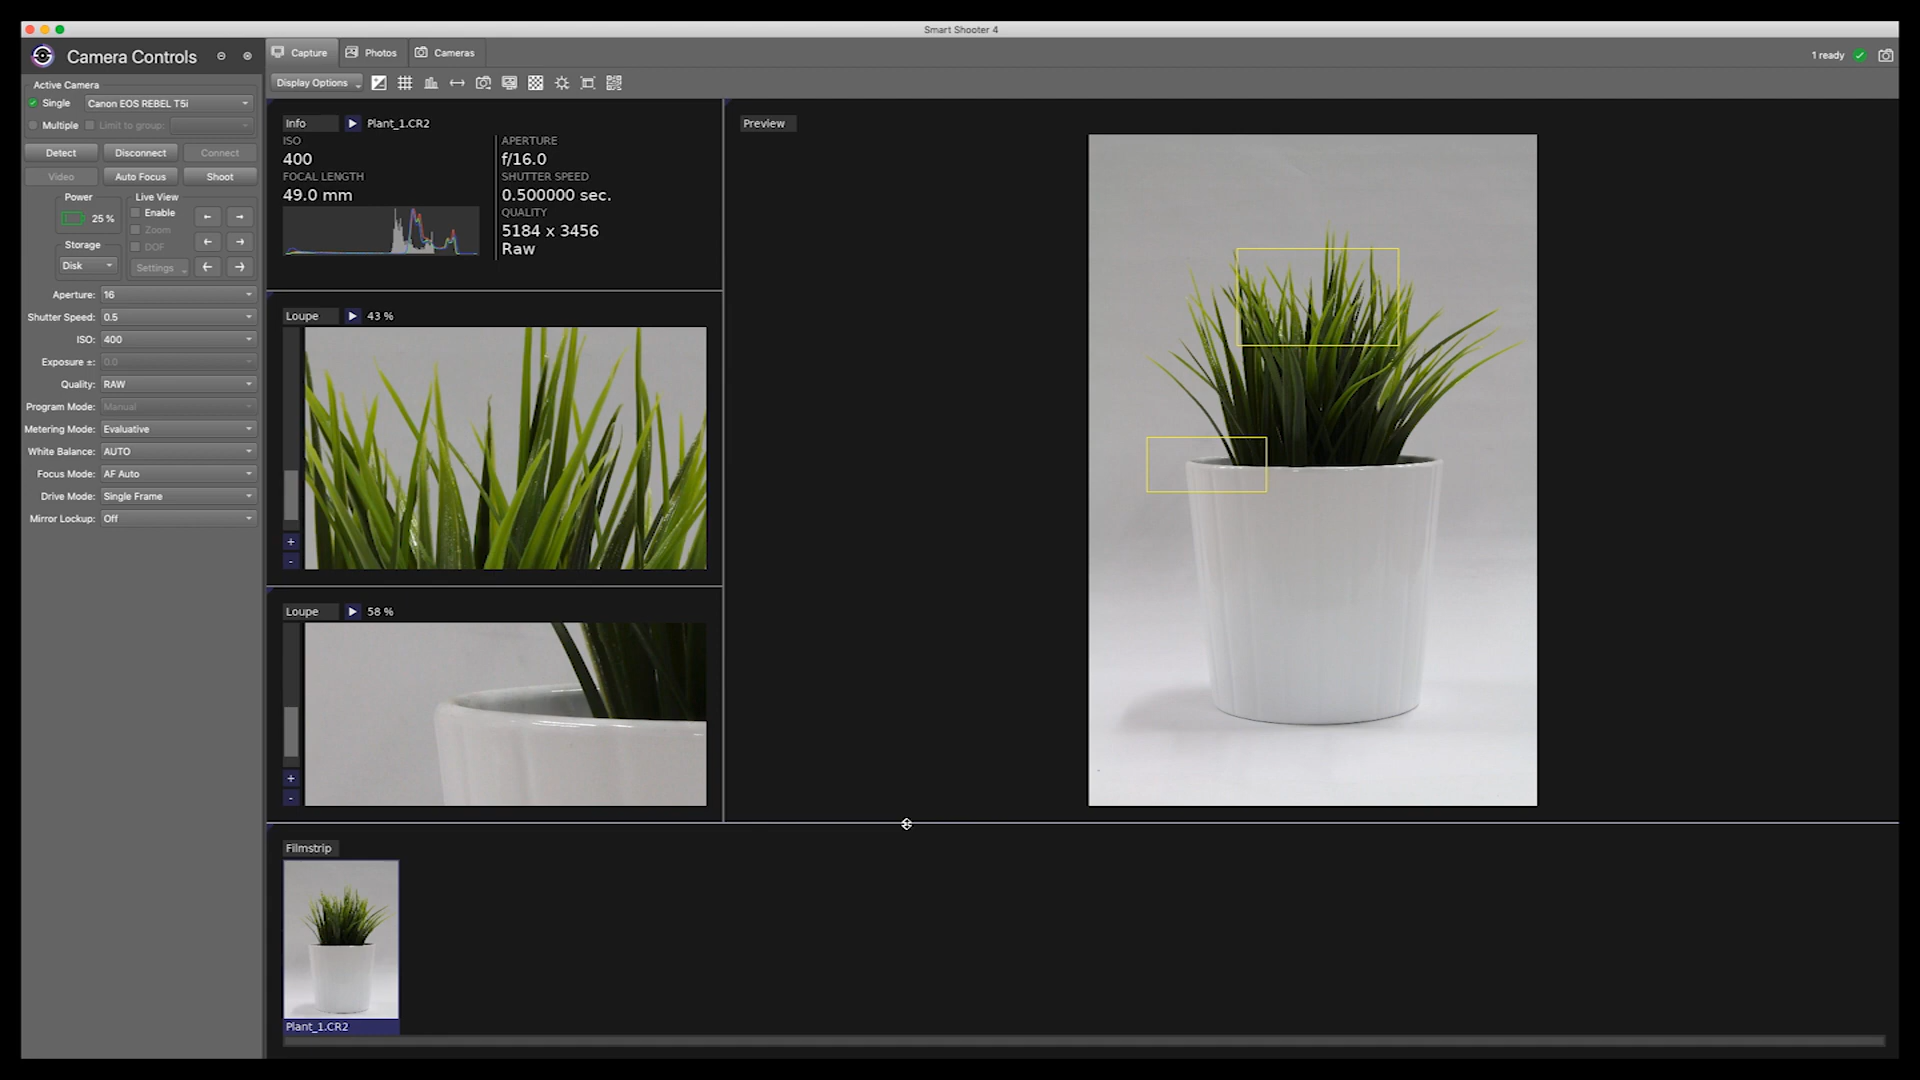 Smart Shooter 4
Camera Controls
Capture
Photos
Cameras
1 ready
Active Camera
Single
Canon EOS REBEL T5i
Multiple
Limit to group:
Detect
Disconnect
Connect
Video
Auto Focus
Shoot
Power
25 %
Live View
Enable
Zoom
DOF
Settings
Storage
Disk
Aperture: 16
Shutter Speed: 0.5
ISO: 400
Exposure ±: 0.0
Quality: RAW
Program Mode: Manual
Metering Mode: Evaluative
White Balance: AUTO
Focus Mode: AF Auto
Drive Mode: Single Frame
Mirror Lockup: Off
Display Options
Info
Plant_1.CR2
ISO
400
FOCAL LENGTH
49.0 mm
APERTURE
f/16.0
SHUTTER SPEED
0.500000 sec.
QUALITY
5184 x 3456
Raw
Loupe
43 %
+
-
Loupe
58 %
+
-
Preview
Filmstrip
Plant_1.CR2